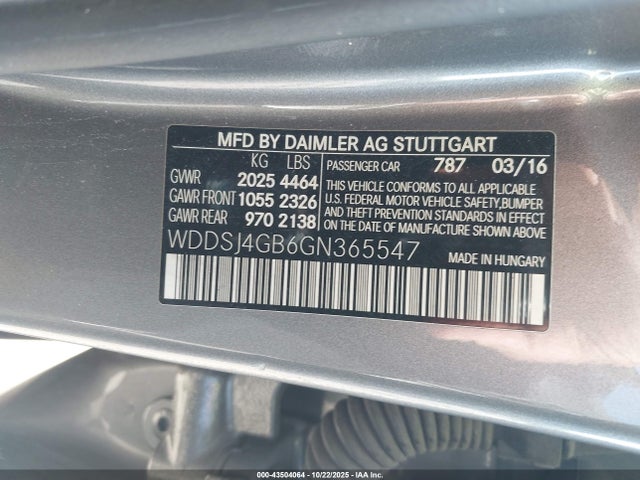 MFD BY DAIMLER AG STUTTGART
KG LBS PASSENGER CAR 787 03/16
GVWR 2025 4464
GAWR FRONT 1055 2326
GAWR REAR 970 2138
THIS VEHICLE CONFORMS TO ALL APPLICABLE
U.S. FEDERAL MOTOR VEHICLE SAFETY,BUMPER
AND THEFT PREVENTION STANDARDS IN EFFECT
ON THE DATE OF MANUFACTURE SHOWN ABOVE.
WDDSJ4GB6GN365547
MADE IN HUNGARY
000-43504064 | 10/22/2025 | IAA Inc.